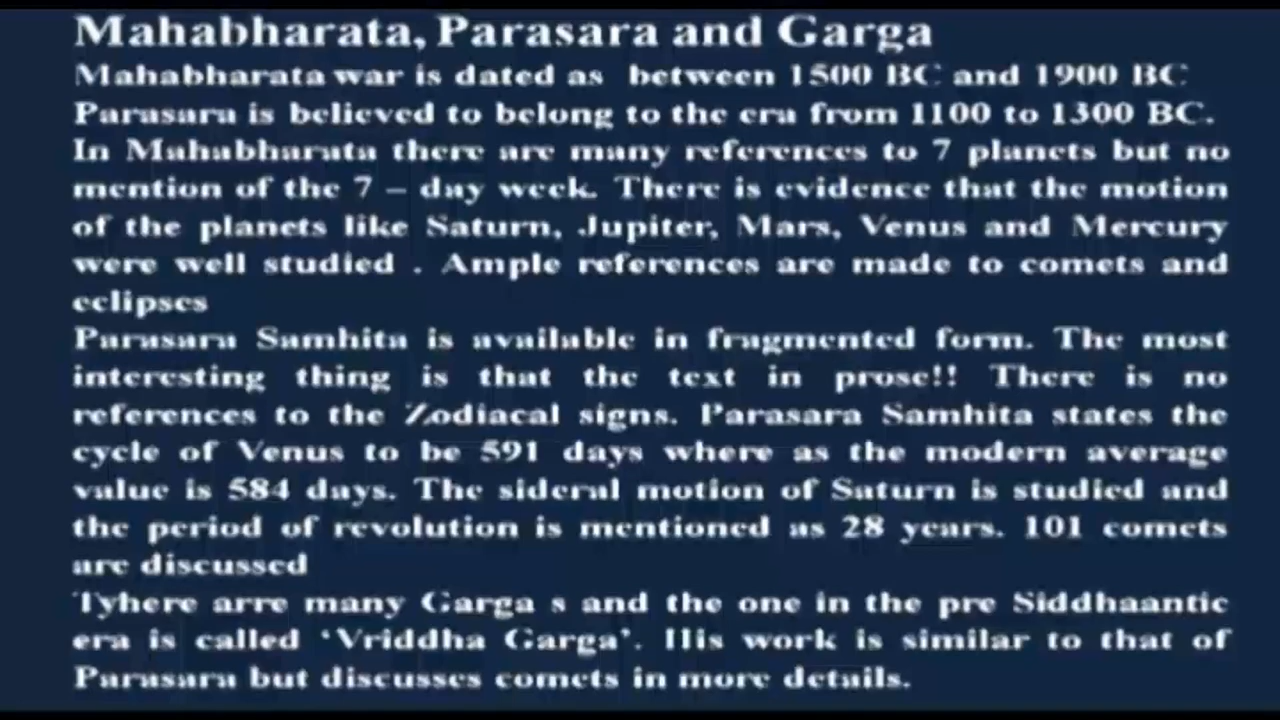 Mahabharata, Parasara and Garga
Mahabharata war is dated as between 1500 BC and 1900 BC
Parasara is believed to belong to the era from 1100 to 1300 BC.
In Mahabharata there are many references to 7 planets but no
mention of the 7 – day week. There is evidence that the motion
of the planets like Saturn, Jupiter, Mars, Venus and Mercury
were well studied . Ample references are made to comets and
eclipses
Parasara Samhita is available in fragmented form. The most
interesting thing is that the text in prose!! There is no
references to the Zodiacal signs. Parasara Samhita states the
cycle of Venus to be 591 days where as the modern average
value is 584 days. The sideral motion of Saturn is studied and
the period of revolution is mentioned as 28 years. 101 comets
are discussed
Tyhere arre many Garga s and the one in the pre Siddhaantic
era is called ‘Vriddha Garga’. His work is similar to that of
Parasara but discusses comets in more details.